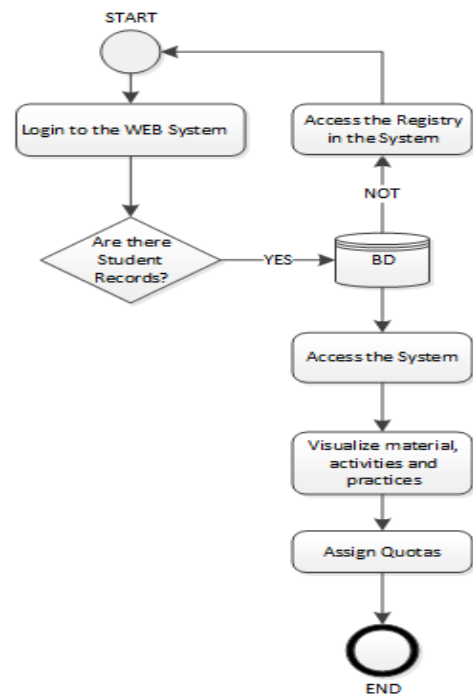 START
Login to the WEB System
Access the Registry
in the System
NOT
Are there
Student
Records?
YES
BD
Access the System
Visualize material,
activities and
practices
Assign Quotas
END